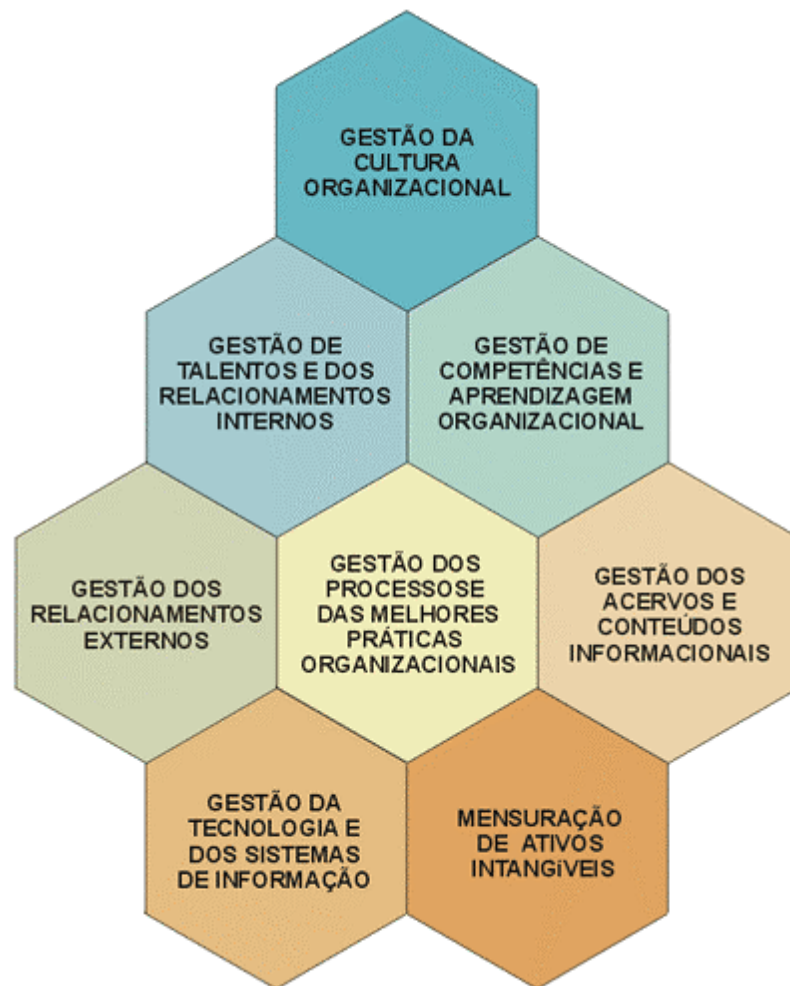 GESTÃO DA
CULTURA
ORGANIZACIONAL
GESTÃO DE
TALENTOS E DOS
RELACIONAMENTOS
INTERNOS
GESTÃO DE
COMPETÊNCIAS E
APRENDIZAGEM
ORGANIZACIONAL
GESTÃO DOS
RELACIONAMENTOS
EXTERNOS
GESTÃO DOS
PROCESSOSE
DAS MELHORES
PRÁTICAS
ORGANIZACIONAIS
GESTÃO DOS
ACERVOS E
CONTEÚDOS
INFORMACIONAIS
GESTÃO DA
TECNOLOGIA E
DOS SISTEMAS
DE INFORMAÇÃO
MENSURAÇÃO
DE ATIVOS
INTANGíVEIS